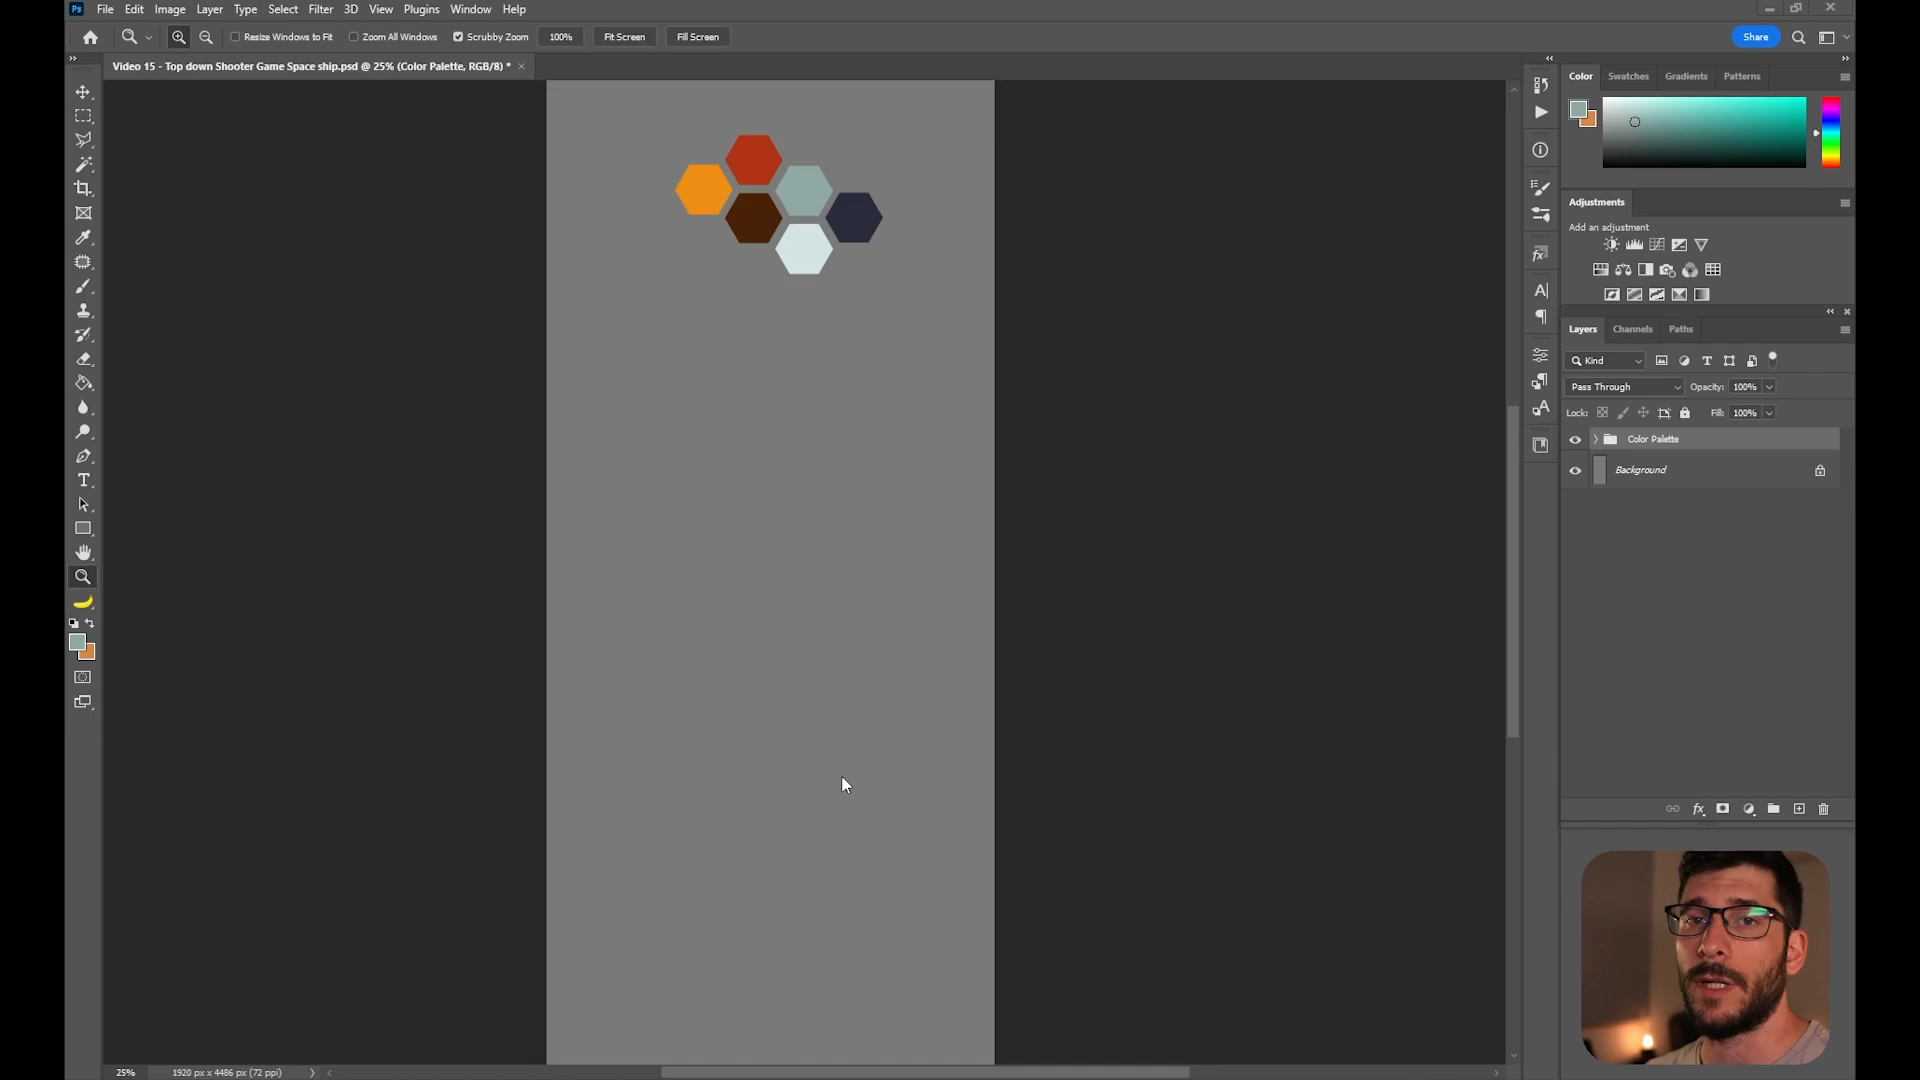 Ps File Edit Image Layer Type Select Filter 3D View Plugins Window Help
Resize Windows to Fit Zoom All Windows Scrubby Zoom 100% Fit Screen Fill Screen Share
Video 15 - Top down Shooter Game Space ship.psd @ 25% (Color Palette, RGB/8) * ×
Color Swatches Gradients Patterns
Adjustments
Add an adjustment
Layers Channels Paths
Kind
Pass Through Opacity: 100%
Lock: Fill: 100%
Color Palette
Background
25% 1920 px x 4486 px (72 ppi)